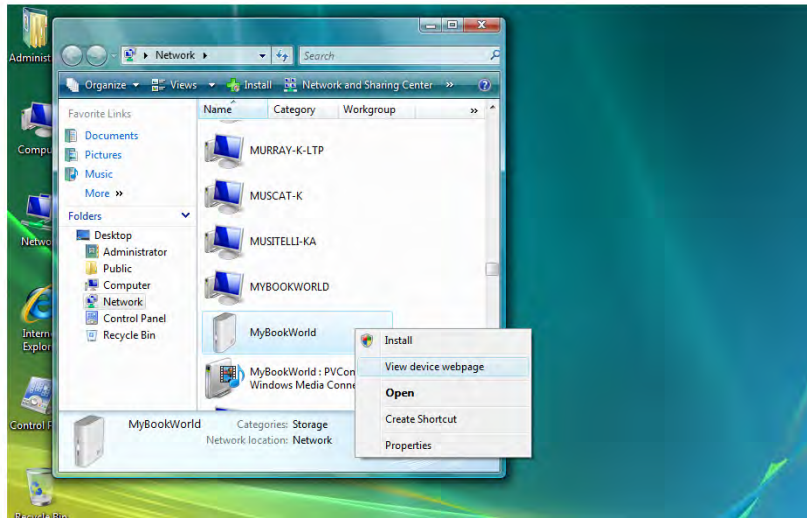 Administ
Compu
Netwo
Intern
Explor
Control P
Recycle Bin
Network
Search
Organize
Views
Install
Network and Sharing Center
»
Favorite Links
Documents
Pictures
Music
More »
Folders
Desktop
Administrator
Public
Computer
Network
Control Panel
Recycle Bin
Name Category Workgroup »
MURRAY-K-LTP
MUSCAT-K
MUSITELLI-KA
MYBOOKWORLD
MyBookWorld
MyBookWorld : PVCon
Windows Media Conne
Install
View device webpage
Open
Create Shortcut
Properties
MyBookWorld
Categories: Storage
Network location: Network